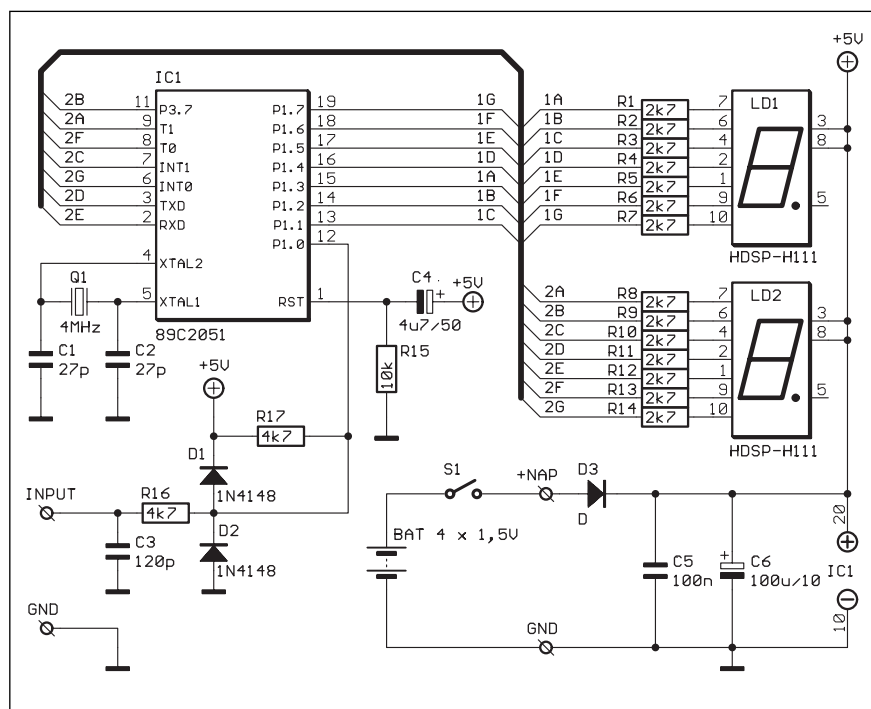 +5V
IC1
2B 11 P3.7 P1.7 19 1G 1A R1 2k7 7 LD1
2A 9 T1 P1.6 18 1F 1B R2 2k7 6 3
2F 8 T0 P1.5 17 1E 1C R3 2k7 4 8
2C 7 INT1 P1.4 16 1D 1D R4 2k7 2
2G 6 INT0 P1.3 15 1A 1E R5 2k7 1
2D 3 TXD P1.2 14 1B 1F R6 2k7 9 5
2E 2 RXD P1.1 13 1C 1G R7 2k7 10
P1.0 12
HDSP-H111
4 XTAL2
Q1
4MHz
5 XTAL1 RST 1
89C2051
C4 +
4u7/50
+5V
2A R8 2k7 7 LD2
2B R9 2k7 6 3
2C R10 2k7 4 8
2D R11 2k7 2
2E R12 2k7 1
2F R13 2k7 9 5
2G R14 2k7 10
HDSP-H111
C1
27p
C2
27p
R15
10k
+5V
R17
4k7
D1
1N4148
INPUT
R16
4k7
D2
1N4148
C3
120p
GND
S1
+NAP
D3
D
BAT 4 x 1,5V
C5
100n
+
C6
100u/10
20
+
IC1
–
10
GND